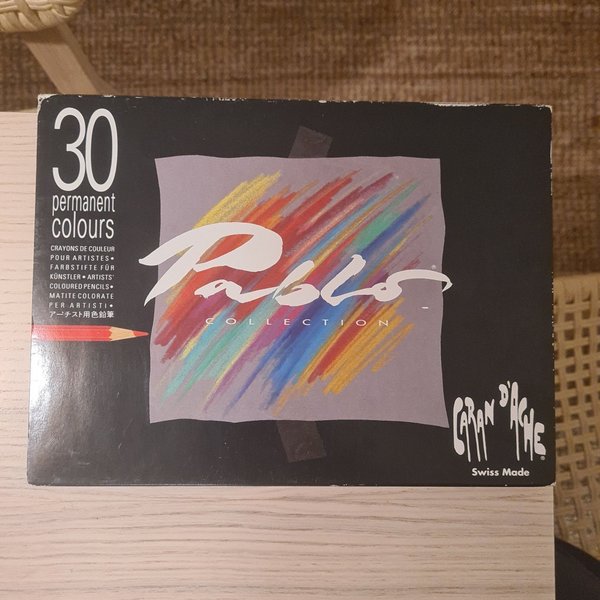 30
permanent
colours
CRAYONS DE COULEUR
POUR ARTISTES •
FARBSTIFTE FÜR
KÜNSTLER • ARTISTS'
COLOURED PENCILS •
MATITE COLORATE
PER ARTISTI •
アーチスト用色鉛筆
Pablo ®
COLLECTION
CARAN D'ACHE ®
Swiss Made